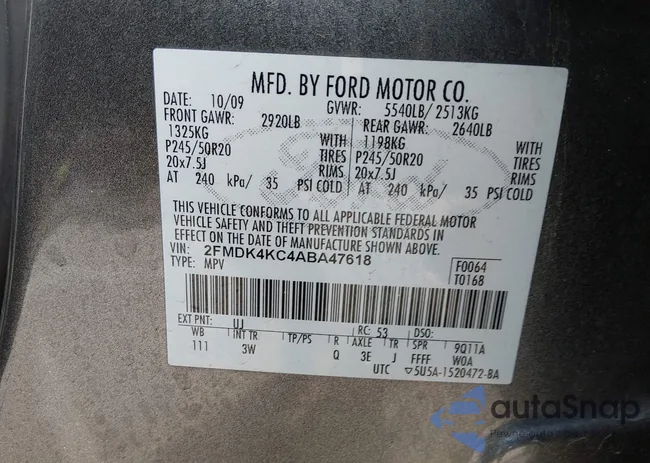 MFD. BY FORD MOTOR CO.
DATE: 10/09 GVWR: 5540LB/ 2513KG
FRONT GAWR: 2920LB REAR GAWR: 2640LB
1325KG WITH 1198KG WITH
P245/50R20 TIRES P245/50R20 TIRES
20x7.5J RIMS 20x7.5J RIMS
AT 240 kPa/ 35 PSI COLD AT 240 kPa/ 35 PSI COLD
THIS VEHICLE CONFORMS TO ALL APPLICABLE FEDERAL MOTOR
VEHICLE SAFETY AND THEFT PREVENTION STANDARDS IN
EFFECT ON THE DATE OF MANUFACTURE SHOWN ABOVE.
VIN: 2FMDK4KC4ABA47618 F0064
TYPE: MPV T0168
EXT PNT: UJ RC: 53 DSO:
WB INT TR TP/PS R AXLE TR SPR 9Q11A
111 3W Q 3E J FFFF WOA
UTC ▽5U5A-1520472-BA
Ford
autoSnap